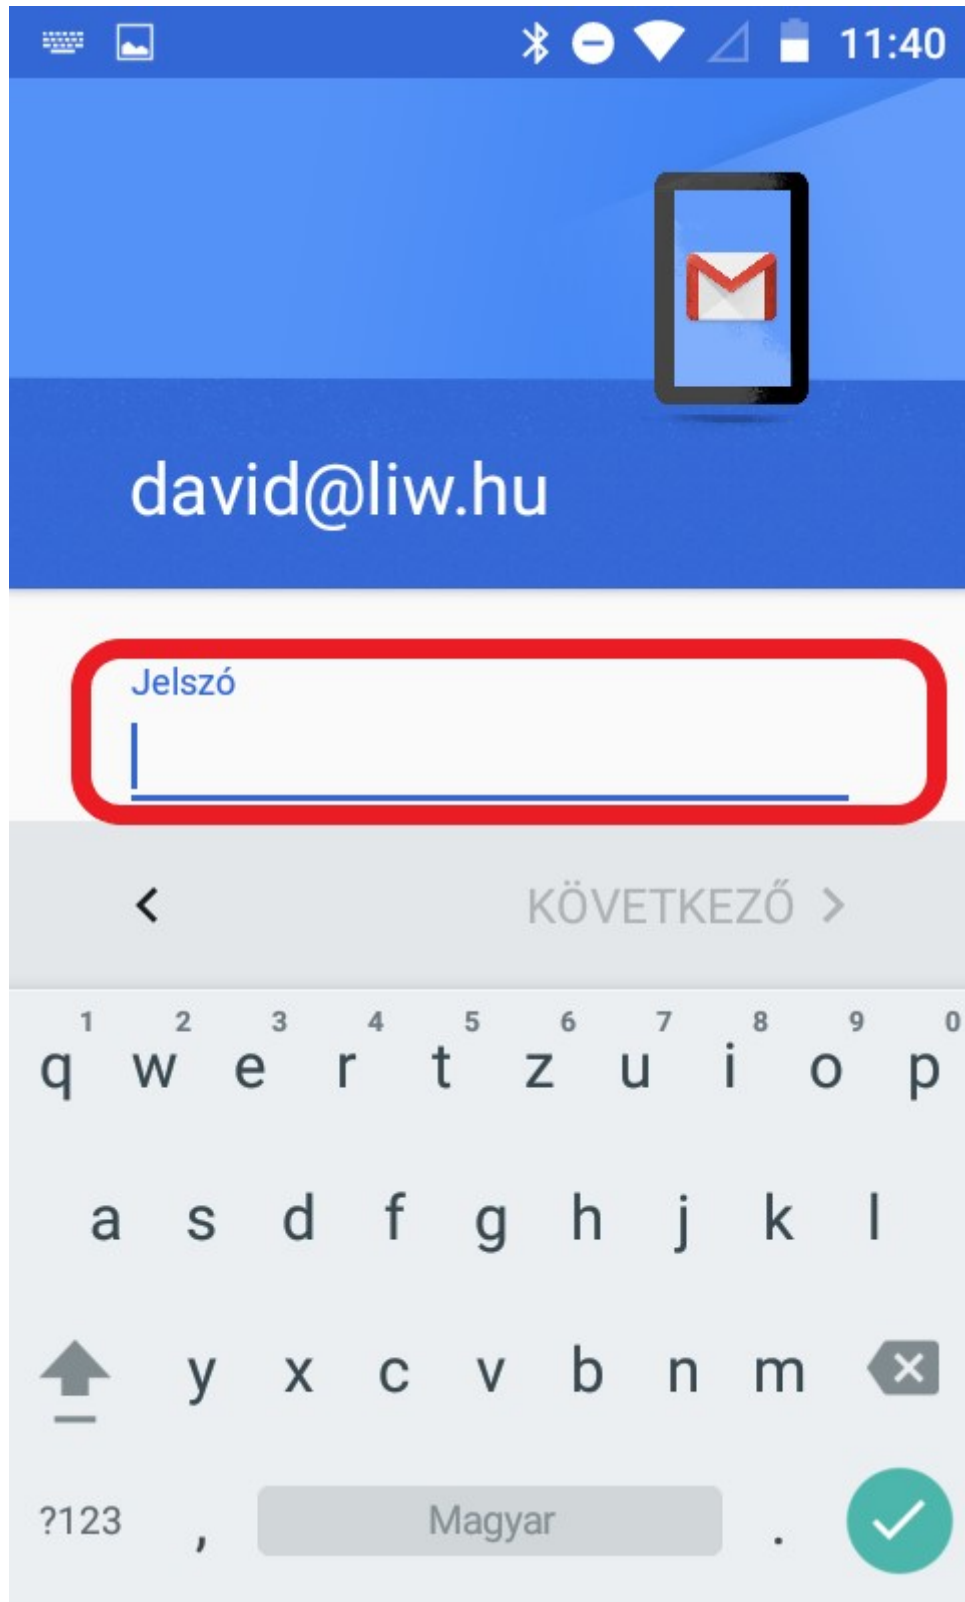 11:40
david@liw.hu
Jelszó
KÖVETKEZŐ
1 2 3 4 5 6 7 8 9 0
q w e r t z u i o p
a s d f g h j k l
y x c v b n m
?123 , Magyar .